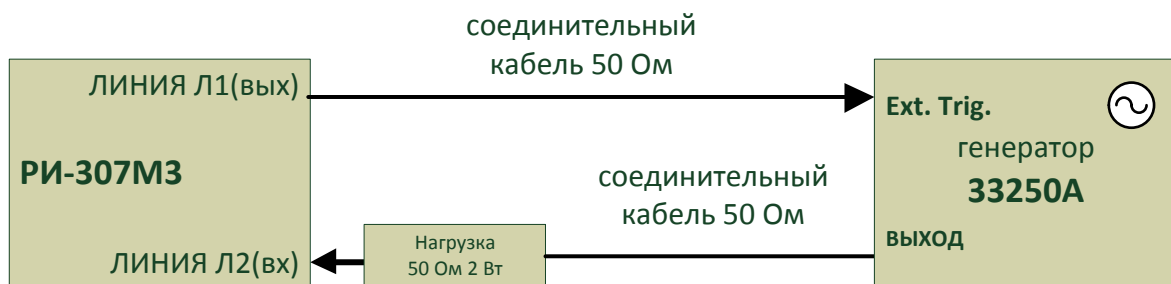 соединительный
кабель 50 Ом
ЛИНИЯ Л1(вых)
РИ-307М3
ЛИНИЯ Л2(вх)
Нагрузка
50 Ом 2 Вт
соединительный
кабель 50 Ом
Ext. Trig.
генератор
33250А
ВЫХОД